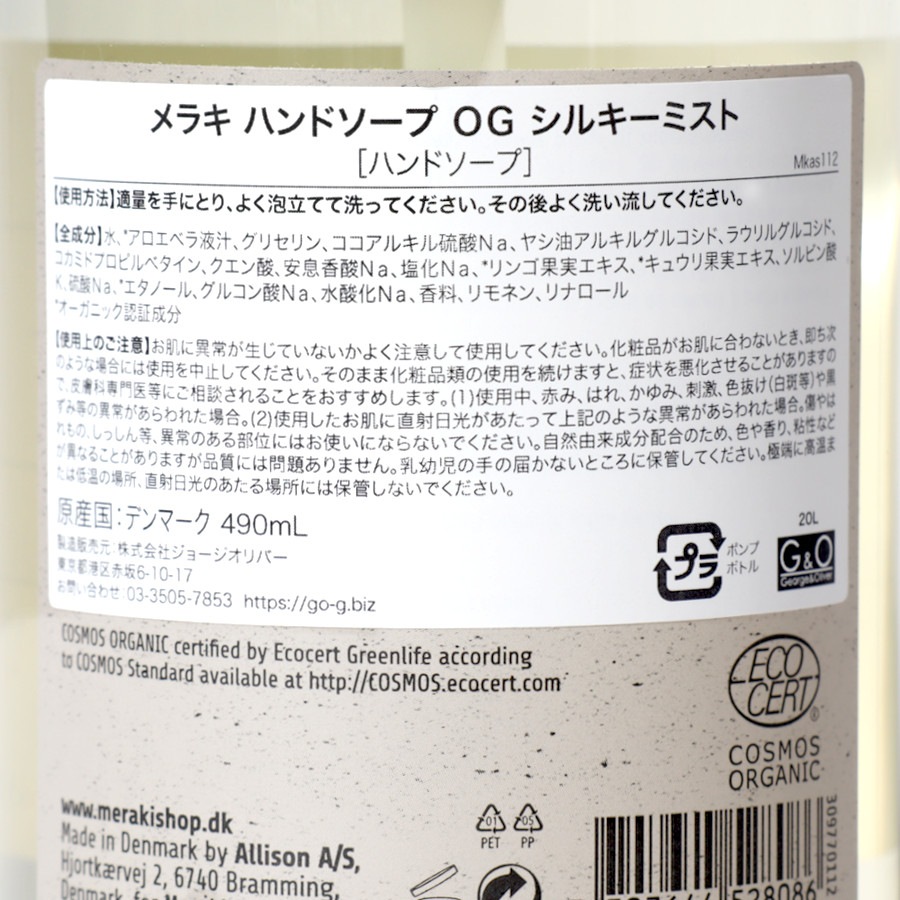 メラキ ハンドソープ OG シルキーミスト
[ハンドソープ]
Mkas112
【使用方法】適量を手にとり、よく泡立てて洗ってください。その後よく洗い流してください。
【全成分】水、*アロエベラ液汁、グリセリン、ココアルキル硫酸Na、ヤシ油アルキルグルコシド、ラウリルグルコシド、
コカミドプロピルベタイン、クエン酸、安息香酸Na、塩化Na、*リンゴ果実エキス、*キュウリ果実エキス、ソルビン酸
K、硫酸Na、*エタノール、グルコン酸Na、水酸化Na、香料、リモネン、リナロール
*オーガニック認証成分
【使用上のご注意】お肌に異常が生じていないかよく注意して使用してください。化粧品がお肌に合わないとき、即ち次
のような場合には使用を中止してください。そのまま化粧品類の使用を続けますと、症状を悪化させることがありますの
で、皮膚科専門医等にご相談されることをおすすめします。(1)使用中、赤み、はれ、かゆみ、刺激、色抜け(白斑等)や黒
ずみ等の異常があらわれた場合。(2)使用したお肌に直射日光があたって上記のような異常があらわれた場合。傷やは
れもの、しっしん等、異常のある部位にはお使いにならないでください。自然由来成分配合のため、色や香り、粘性など
が異なることがありますが品質には問題ありません。乳幼児の手の届かないところに保管してください。極端に高温ま
たは低温の場所、直射日光のあたる場所には保管しないでください。
原産国:デンマーク 490mL
製造販売元:株式会社ジョージオリバー
東京都港区赤坂6-10-17
お問い合わせ:03-3505-7853 https://go-g.biz
プラ
ポンプ
ボトル
20L
G&O
George&Oliver
COSMOS ORGANIC certified by Ecocert Greenlife according
to COSMOS Standard available at http://COSMOS.ecocert.com
ECO
CERT
®
COSMOS
ORGANIC
www.merakishop.dk
Made in Denmark by Allison A/S,
Hjortkærvej 2, 6740 Bramming,
01
PET
05
PP
309770112
528086